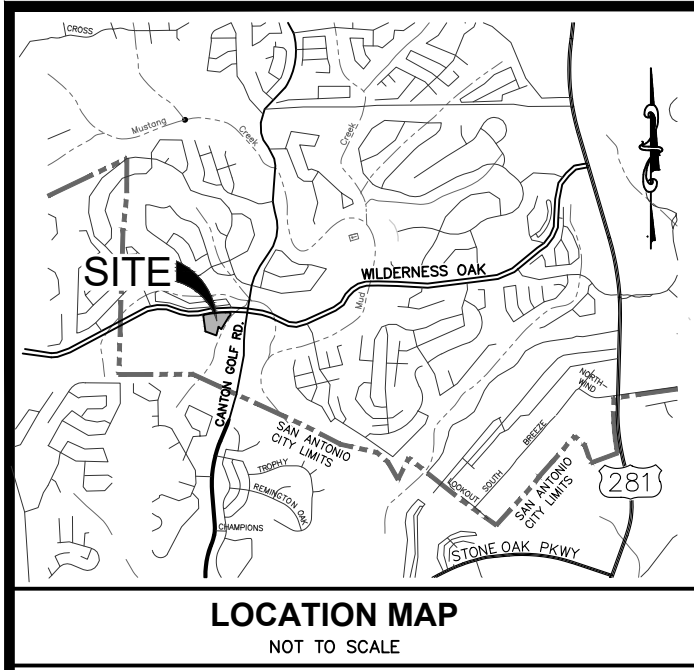 CROSS
Mustang
Creek
Creek
SITE
WILDERNESS OAK
Mud
CANTON GOLF RD.
NORTH-
WIND
SAN ANTONIO
CITY LIMITS
BREEZE
SOUTH
LOOKOUT
TROPHY
REMINGTON OAK
CHAMPIONS
SAN ANTONIO
CITY LIMITS
281
STONE OAK PKWY
LOCATION MAP
NOT TO SCALE